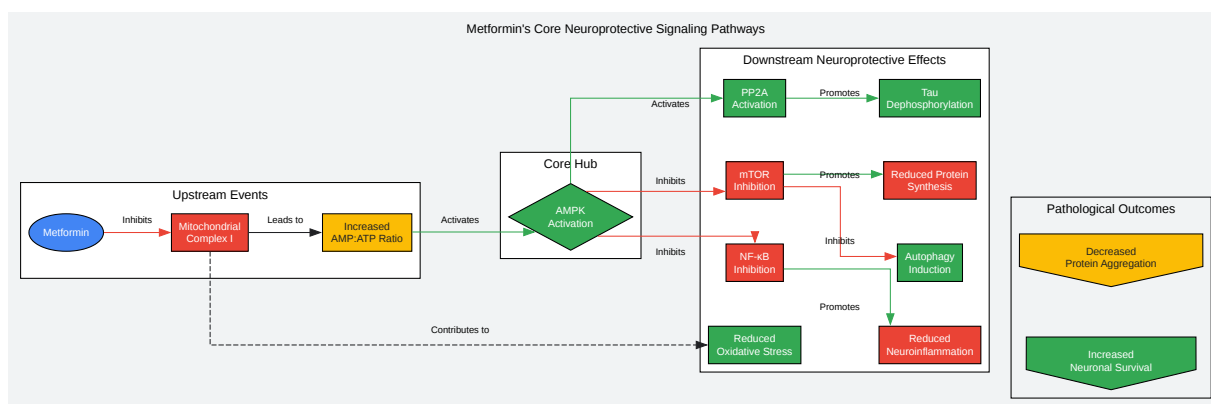 Metformin's Core Neuroprotective Signaling Pathways
Upstream Events
Metformin
Inhibits
Mitochondrial
Complex I
Leads to
Increased
AMP:ATP Ratio
Activates
Core Hub
AMPK
Activation
Activates
Inhibits
Inhibits
Contributes to
Downstream Neuroprotective Effects
PP2A
Activation
Promotes
Tau
Dephosphorylation
mTOR
Inhibition
Promotes
Reduced Protein
Synthesis
Inhibits
Autophagy
Induction
NF-κB
Inhibition
Promotes
Reduced
Neuroinflammation
Reduced
Oxidative Stress
Pathological Outcomes
Decreased
Protein Aggregation
Increased
Neuronal Survival